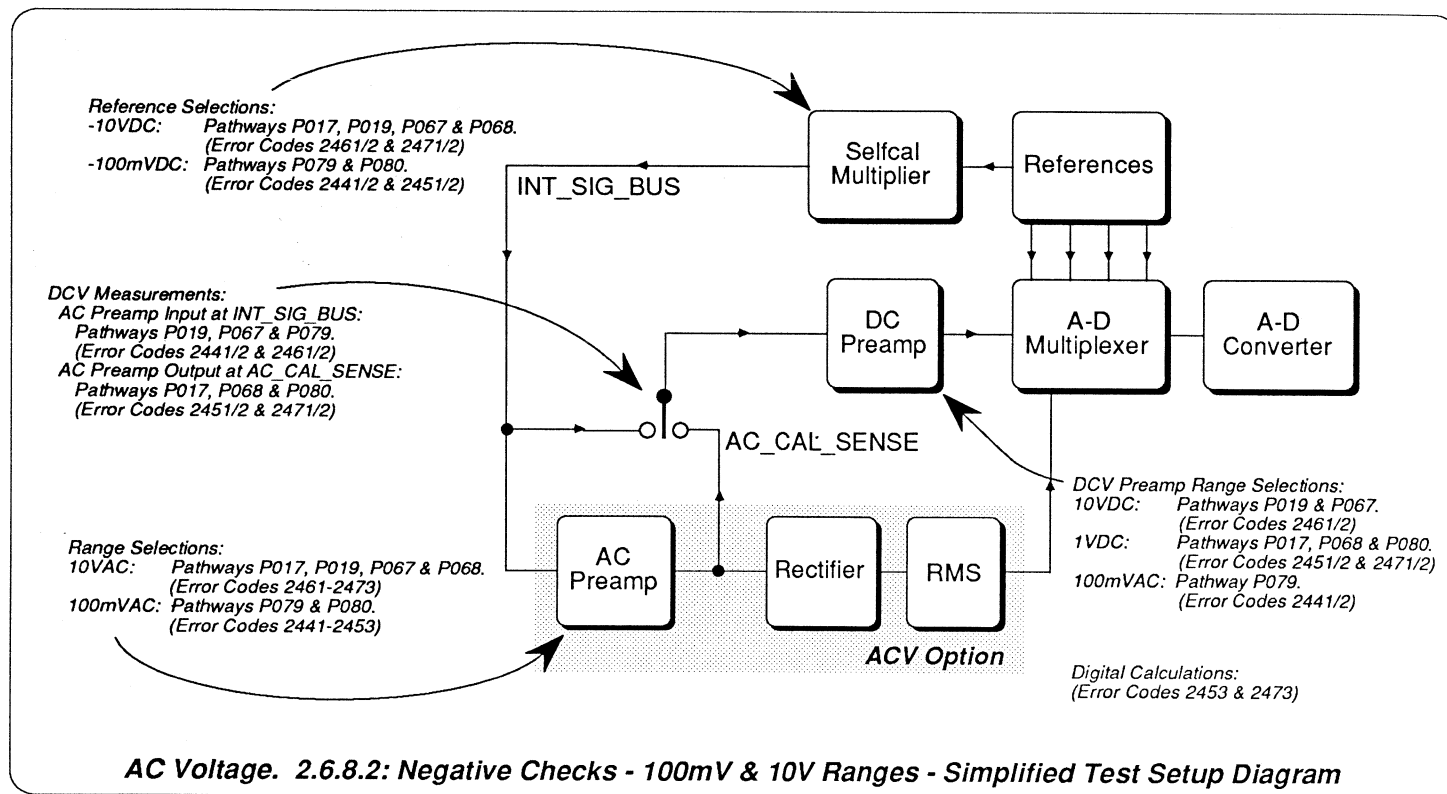 Reference Selections:
-10VDC: Pathways P017, P019, P067 & P068.
(Error Codes 2461/2 & 2471/2)
-100mVDC: Pathways P079 & P080.
(Error Codes 2441/2 & 2451/2)
Selfcal
Multiplier
References
INT_SIG_BUS
DCV Measurements:
AC Preamp Input at INT_SIG_BUS:
Pathways P019, P067 & P079.
(Error Codes 2441/2 & 2461/2)
AC Preamp Output at AC_CAL_SENSE:
Pathways P017, P068 & P080.
(Error Codes 2451/2 & 2471/2)
DC
Preamp
A-D
Multiplexer
A-D
Converter
AC_CAL_SENSE
DCV Preamp Range Selections:
10VDC: Pathways P019 & P067.
(Error Codes 2461/2)
1VDC: Pathways P017, P068 & P080.
(Error Codes 2451/2 & 2471/2)
100mVAC: Pathway P079.
(Error Codes 2441/2)
Range Selections:
10VAC: Pathways P017, P019, P067 & P068.
(Error Codes 2461-2473)
100mVAC: Pathways P079 & P080.
(Error Codes 2441-2453)
AC
Preamp
Rectifier
RMS
ACV Option
Digital Calculations:
(Error Codes 2453 & 2473)
AC Voltage. 2.6.8.2: Negative Checks - 100mV & 10V Ranges - Simplified Test Setup Diagram